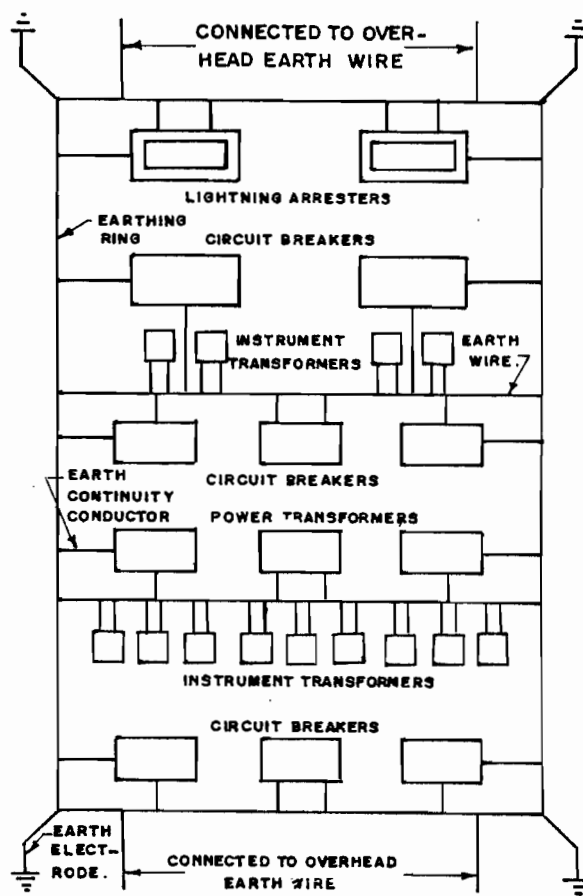 CONNECTED TO OVER-
HEAD EARTH WIRE
LIGHTNING ARRESTERS
EARTHING
RING
CIRCUIT BREAKERS
INSTRUMENT
TRANSFORMERS
EARTH
WIRE.
CIRCUIT BREAKERS
EARTH
CONTINUITY
CONDUCTOR
POWER TRANSFORMERS
INSTRUMENT TRANSFORMERS
CIRCUIT BREAKERS
EARTH
ELECT-
RODE.
CONNECTED TO OVERHEAD
EARTH WIRE